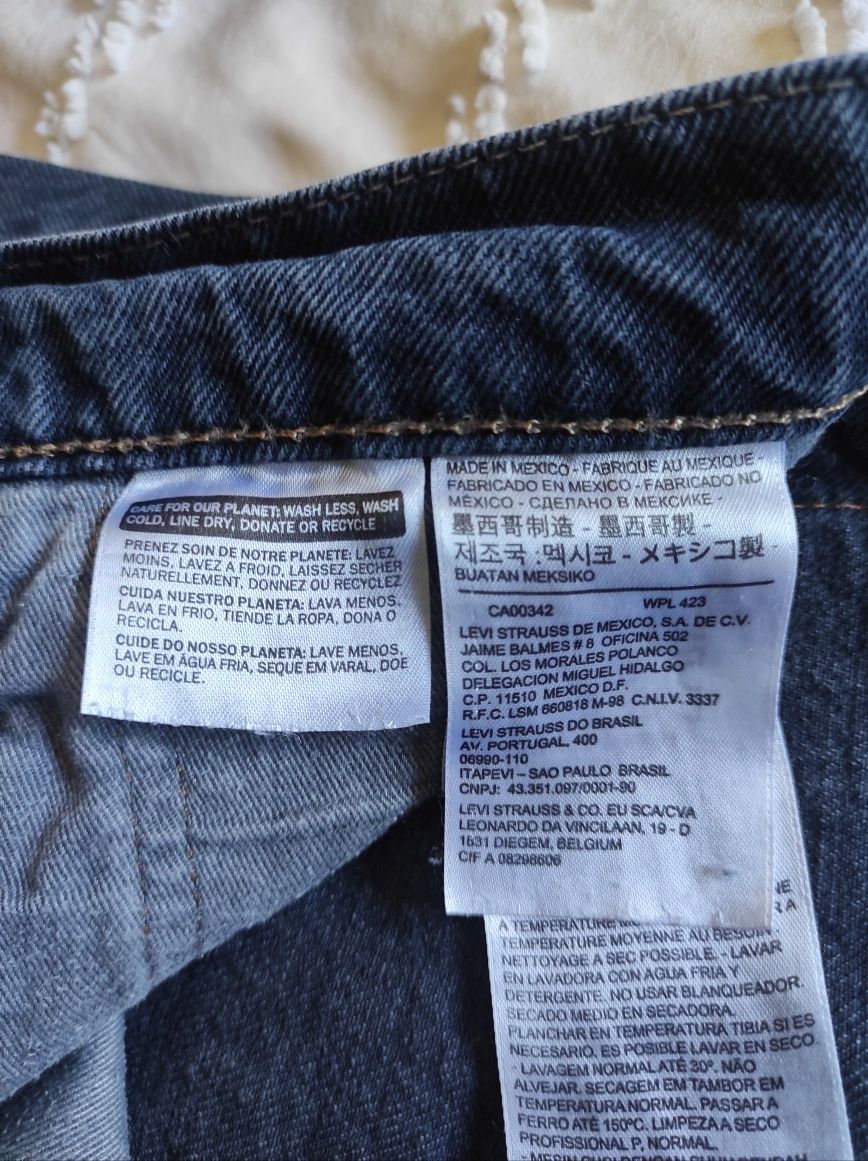 CARE FOR OUR PLANET: WASH LESS, WASH
COLD, LINE DRY, DONATE OR RECYCLE
PRENEZ SOIN DE NOTRE PLANETE: LAVEZ
MOINS, LAVEZ A FROID, LAISSEZ SECHER
NATURELLEMENT, DONNEZ OU RECYCLEZ
CUIDA NUESTRO PLANETA: LAVA MENOS,
LAVA EN FRIO, TIENDE LA ROPA, DONA O
RECICLA.
CUIDE DO NOSSO PLANETA: LAVE MENOS,
LAVE EM ÁGUA FRIA, SEQUE EM VARAL, DOE
OU RECICLE.
MADE IN MEXICO - FABRIQUE AU MEXIQUE
FABRICADO EN MEXICO - FABRICADO NO
MÉXICO - СДЕЛАНО В МЕКСИКЕ -
墨西哥制造 - 墨西哥製 -
제조국 :멕시코 - メキシコ製 -
BUATAN MEKSIKO
CA00342 WPL 423
LEVI STRAUSS DE MEXICO, S.A. DE C.V.
JAIME BALMES # 8 OFICINA 502
COL. LOS MORALES POLANCO
DELEGACION MIGUEL HIDALGO
C.P. 11510 MEXICO D.F.
R.F.C. LSM 660818 M-98 C.N.I.V. 3337
LEVI STRAUSS DO BRASIL
AV. PORTUGAL, 400
06990-110
ITAPEVI – SAO PAULO BRASIL
CNPJ: 43.351.097/0001-90
LEVI STRAUSS & CO. EU SCA/CVA
LEONARDO DA VINCILAAN, 19 - D
1831 DIEGEM, BELGIUM
CIF A 08298606
A TEMPERATURE
TEMPERATURE MOYENNE AU BESOIN.
NETTOYAGE A SEC POSSIBLE. - LAVAR
EN LAVADORA CON AGUA FRIA Y
DETERGENTE. NO USAR BLANQUEADOR.
SECADO MEDIO EN SECADORA.
PLANCHAR EN TEMPERATURA TIBIA SI ES
NECESARIO. ES POSIBLE LAVAR EN SECO.
- LAVAGEM NORMAL ATÉ 30°. NÃO
ALVEJAR. SECAGEM EM TAMBOR EM
TEMPERATURA NORMAL. PASSAR A
FERRO ATÉ 150ºC. LIMPEZA A SECO
PROFISSIONAL P, NORMAL.
- MESIN CUCI DENGAN